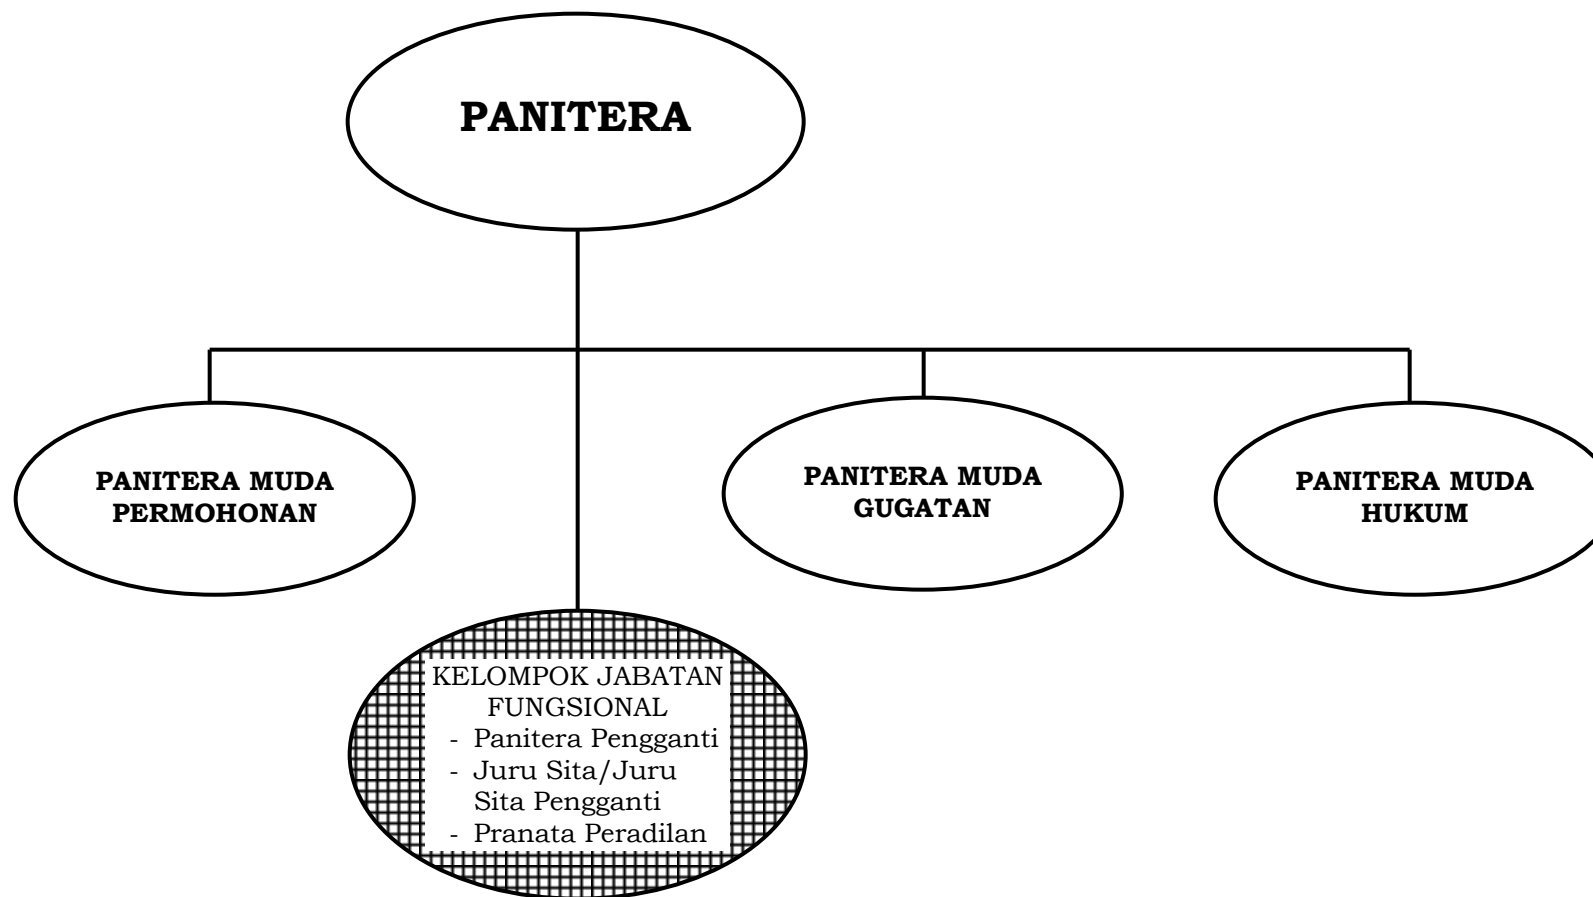 PANITERA
PANITERA MUDA
PERMOHONAN
PANITERA MUDA
GUGATAN
PANITERA MUDA
HUKUM
KELOMPOK JABATAN
FUNGSIONAL
- Panitera Pengganti
- Juru Sita/Juru
Sita Pengganti
- Pranata Peradilan